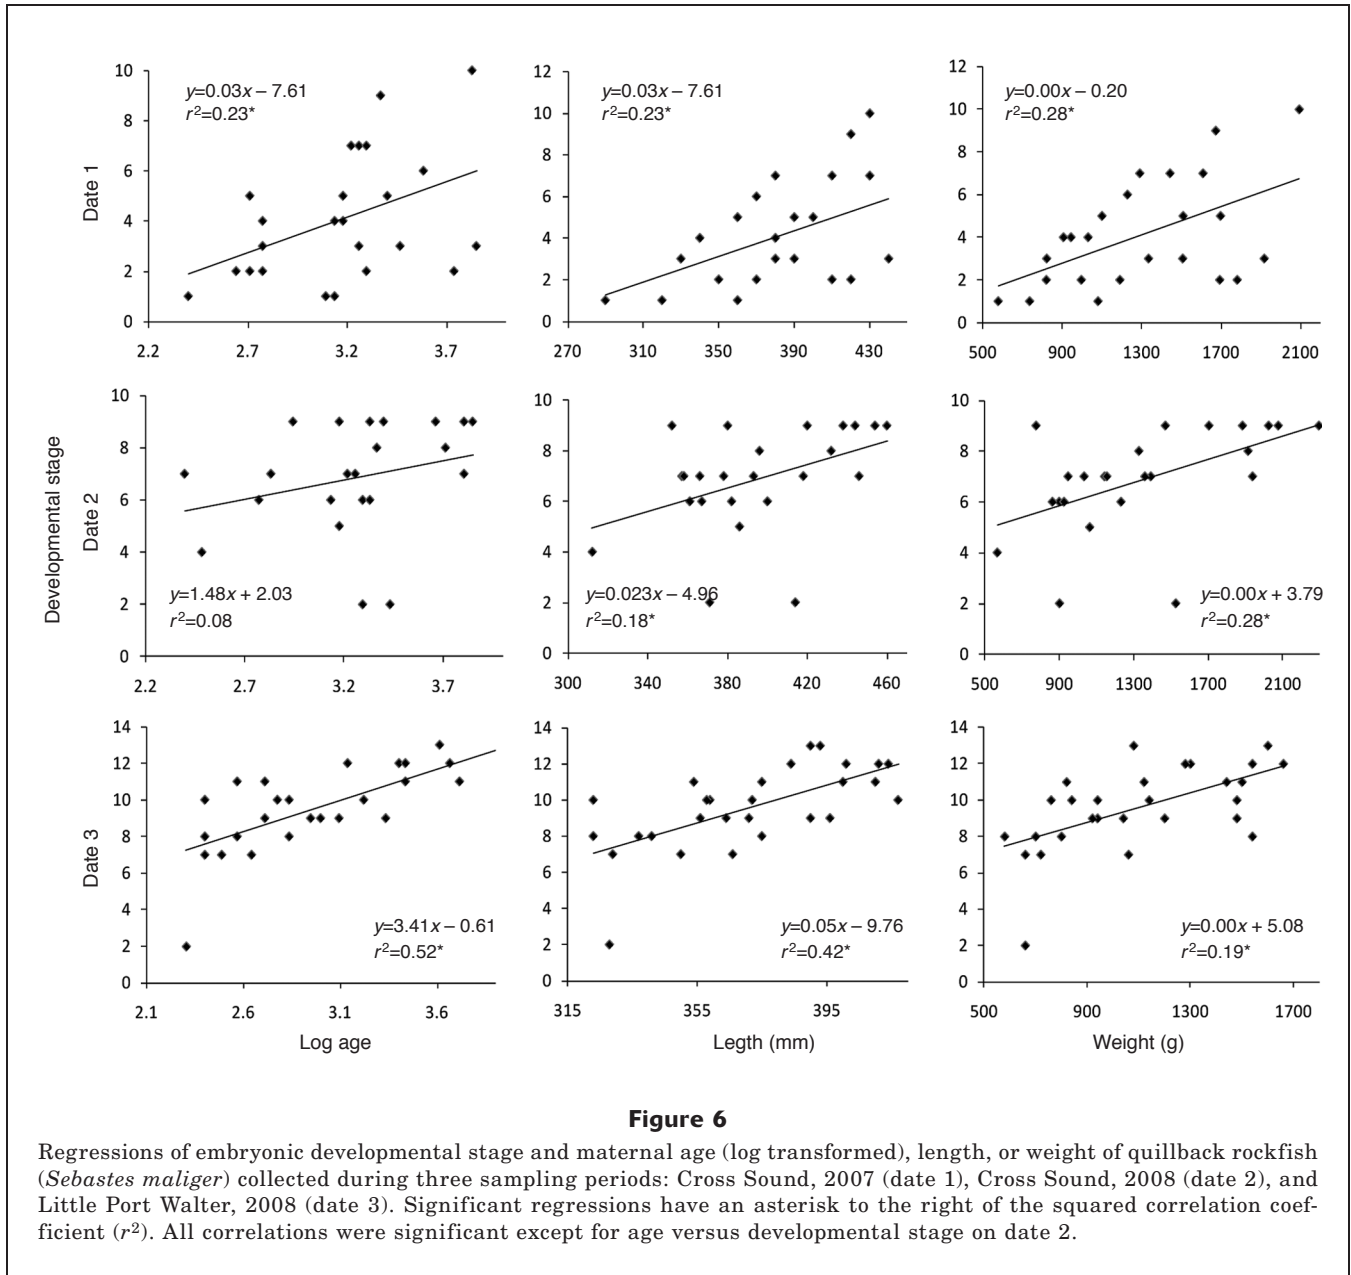 Developmental stage
Date 1
10
8
6
4
2
0
y=0.03x – 7.61
r²=0.23*
2.2 2.7 3.2 3.7
12
10
8
6
4
2
0
y=0.03x – 7.61
r²=0.23*
270 310 350 390 430
12
10
8
6
4
2
0
y=0.00x – 0.20
r²=0.28*
500 900 1300 1700 2100
Date 2
10
8
6
4
2
0
y=1.48x + 2.03
r²=0.08
2.2 2.7 3.2 3.7
10
8
6
4
2
0
y=0.023x – 4.96
r²=0.18*
300 340 380 420 460
10
8
6
4
2
0
y=0.00x + 3.79
r²=0.28*
500 900 1300 1700 2100
Date 3
14
12
10
8
6
4
2
0
y=3.41x – 0.61
r²=0.52*
2.1 2.6 3.1 3.6
Log age
14
12
10
8
6
4
2
0
y=0.05x – 9.76
r²=0.42*
315 355 395
Legth (mm)
14
12
10
8
6
4
2
0
y=0.00x + 5.08
r²=0.19*
500 900 1300 1700
Weight (g)
Figure 6
Regressions of embryonic developmental stage and maternal age (log transformed), length, or weight of quillback rockfish
(Sebastes maliger) collected during three sampling periods: Cross Sound, 2007 (date 1), Cross Sound, 2008 (date 2), and
Little Port Walter, 2008 (date 3). Significant regressions have an asterisk to the right of the squared correlation coef-
ficient (r²). All correlations were significant except for age versus developmental stage on date 2.